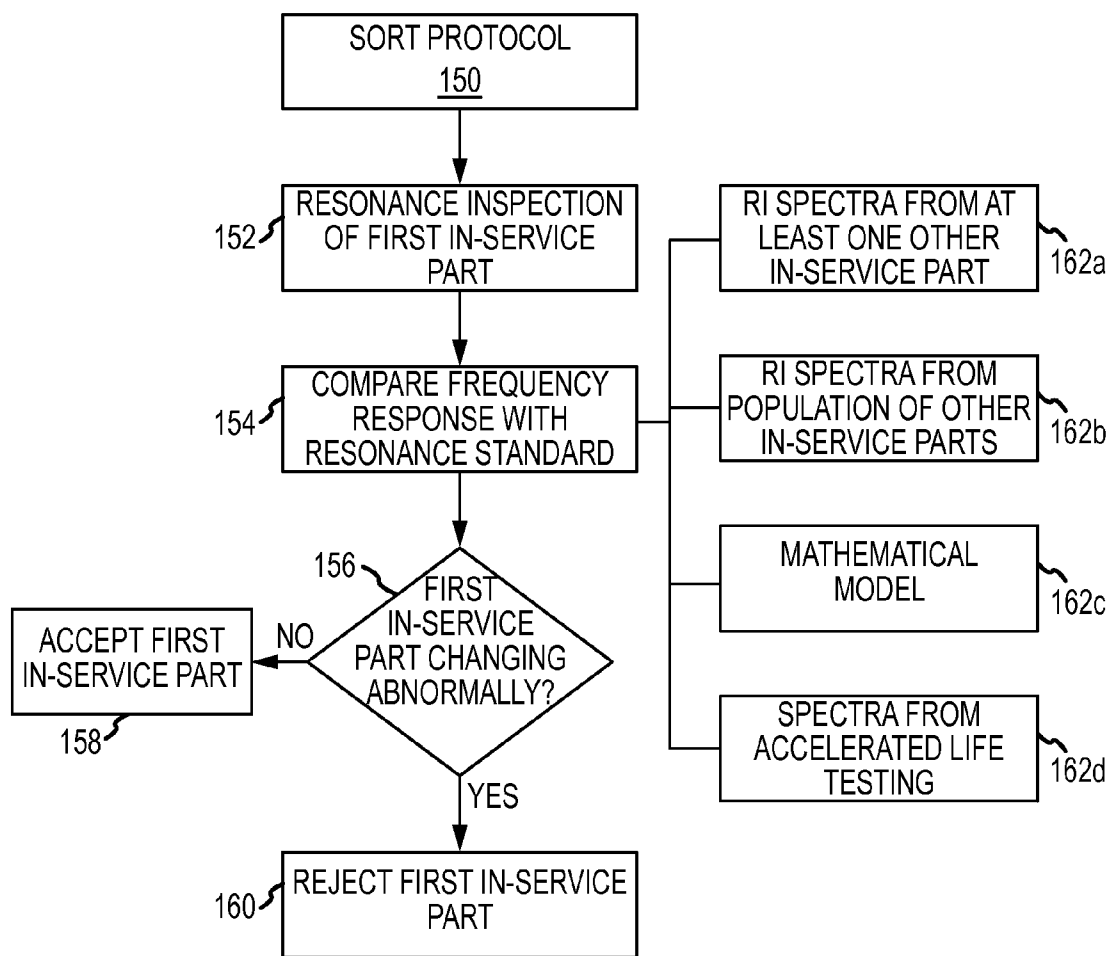 SORT PROTOCOL
150
RESONANCE INSPECTION
OF FIRST IN-SERVICE
PART
152
RI SPECTRA FROM AT
LEAST ONE OTHER
IN-SERVICE PART
162a
COMPARE FREQUENCY
RESPONSE WITH
RESONANCE STANDARD
154
RI SPECTRA FROM
POPULATION OF OTHER
IN-SERVICE PARTS
162b
MATHEMATICAL
MODEL
162c
156
FIRST
IN-SERVICE
PART CHANGING
ABNORMALLY?
NO
ACCEPT FIRST
IN-SERVICE PART
158
SPECTRA FROM
ACCELERATED LIFE
TESTING
162d
YES
REJECT FIRST IN-SERVICE
PART
160